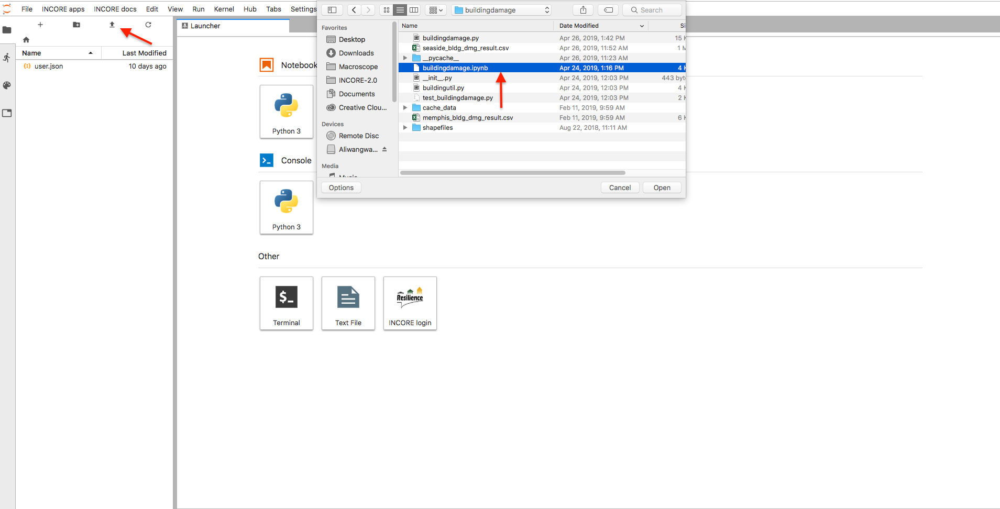 File INCORE apps INCORE docs Edit View Run Kernel Hub Tabs Settings
buildingdamage
Search
Launcher
Name Last Modified
user.json 10 days ago
Notebook
Python 3
Console
Python 3
Other
$_ Terminal
Text File
Resilience
INCORE login
Favorites
Desktop
Downloads
Macroscope
INCORE-2.0
Documents
Creative Clou...
Devices
Remote Disc
Aliwangwa...
Media
Music
Name Date Modified Si
buildingdamage.py Apr 26, 2019, 1:42 PM 15 K
seaside_bldg_dmg_result.csv Apr 26, 2019, 11:52 AM 1 M
__pycache__ Apr 26, 2019, 11:23 AM
buildingdamage.ipynb Apr 24, 2019, 1:16 PM 4 K
__init__.py Apr 24, 2019, 12:03 PM 443 byt
buildingutil.py Apr 24, 2019, 12:03 PM 4 K
test_buildingdamage.py Apr 24, 2019, 12:03 PM 2 K
cache_data Feb 11, 2019, 9:59 AM
memphis_bldg_dmg_result.csv Feb 11, 2019, 9:59 AM 6 K
shapefiles Aug 22, 2018, 11:11 AM
Options Cancel Open